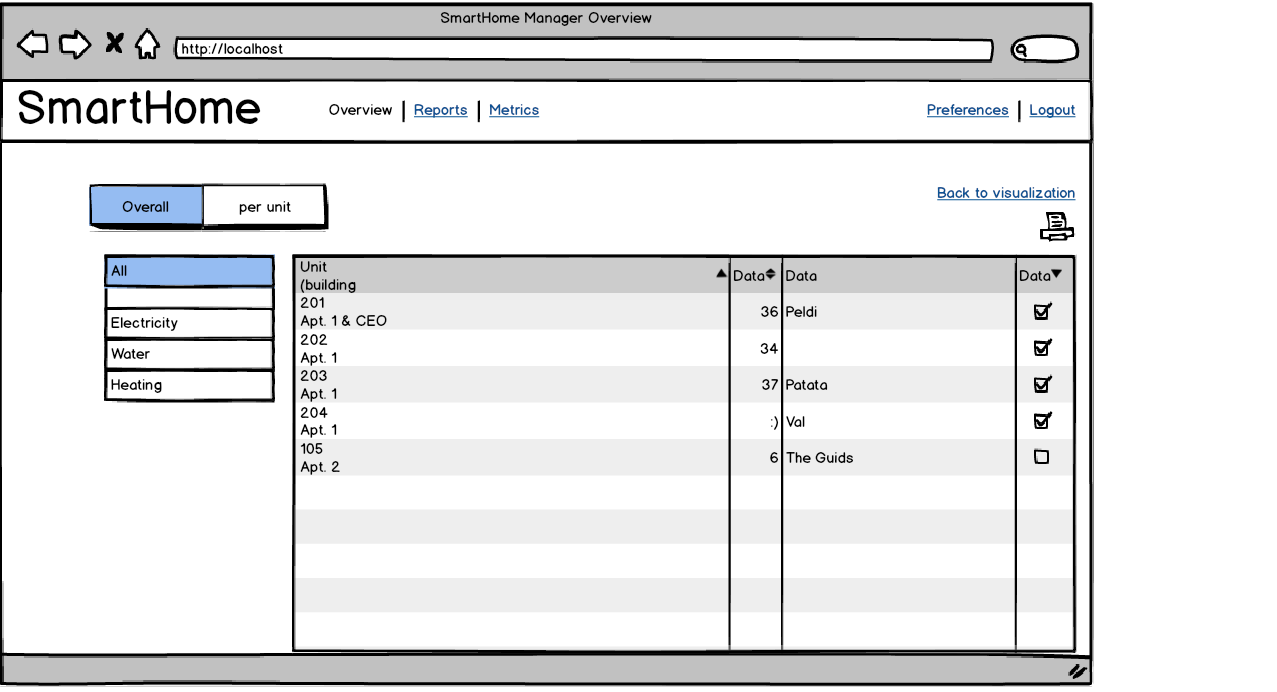 SmartHome Manager Overview
http://localhost
SmartHome
Overview | Reports | Metrics
Preferences | Logout
Overall
per unit
Back to visualization
All
Electricity
Water
Heating
Unit
(building
Data
Data
Data
201
Apt. 1 & CEO
36
Peldi
202
Apt. 1
34
203
Apt. 1
37
Patata
204
Apt. 1
:)
Val
105
Apt. 2
6
The Guids